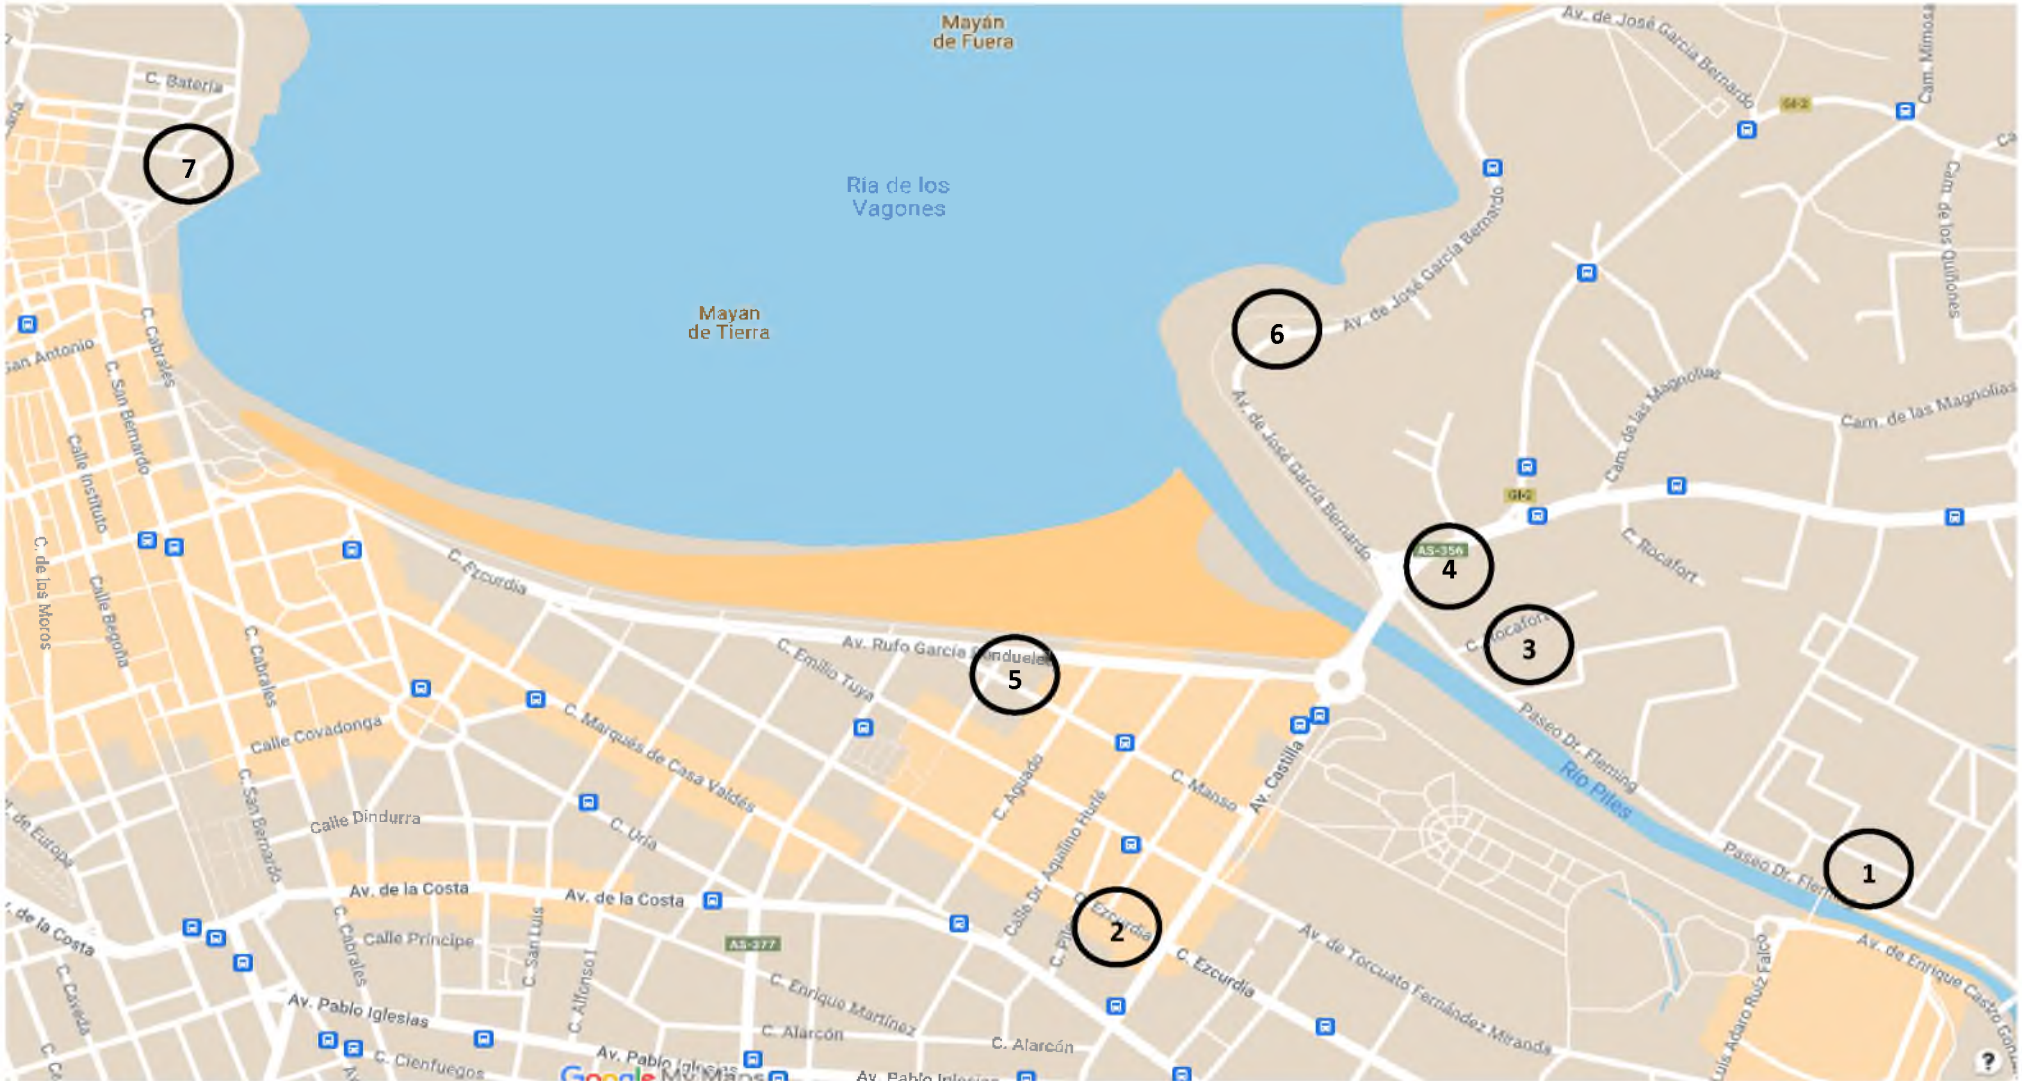 Mayán
de Fuera
Av. de José García Bernardo
Cam. Mimosa
C. Batería
GI-2
7
Ría de los
Vagones
Cam. de los Quiñones
Av. de José García Bernardo
Mayan
de Tierra
6
C. Cabrales
San Antonio
C. San Bernardo
Av. de José García Bernardo
Cam. de las Magnolias
Cam. de las Magnolias
Calle Instituto
GI-2
C. de los Moros
C. Ezcurdia
AS-356
4
C. Rocafort
Calle Begoña
C. Rocafort
3
C. Cabrales
Av. Rufo García Rendueles
5
C. Emilio Tuya
Calle Covadonga
C. Marqués de Casa Valdés
Paseo Dr. Fleming
Río Piles
C. Manso
Av. Castilla
C. Aguado
C. San Bernardo
Calle Dindurra
C. Uría
Calle Dr. Aquilino Hurlé
de Europa
Paseo Dr. Fleming
1
Av. de la Costa
Av. de la Costa
C. Ezcurdia
2
de la Costa
C. Cabrales
Calle Príncipe
C. San Luis
AS-377
C. Ezcurdia
Av. de Torcuato Fernández Miranda
Av. de Enrique Castro
C. Alfonso I
C. Enrique Martínez
Luis Adaro Ruiz Falcó
C. Caveda
Av. Pablo Iglesias
C. Alarcón
C. Alarcón
C. Cienfuegos
Av. Pablo Iglesias
Google My Maps
Av. Pablo Iglesias
?